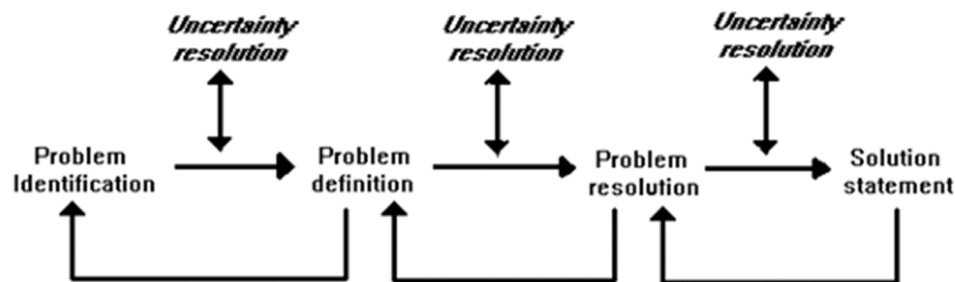 Uncertainty
resolution
Uncertainty
resolution
Uncertainty
resolution
Problem
Identification
Problem
definition
Problem
resolution
Solution
statement